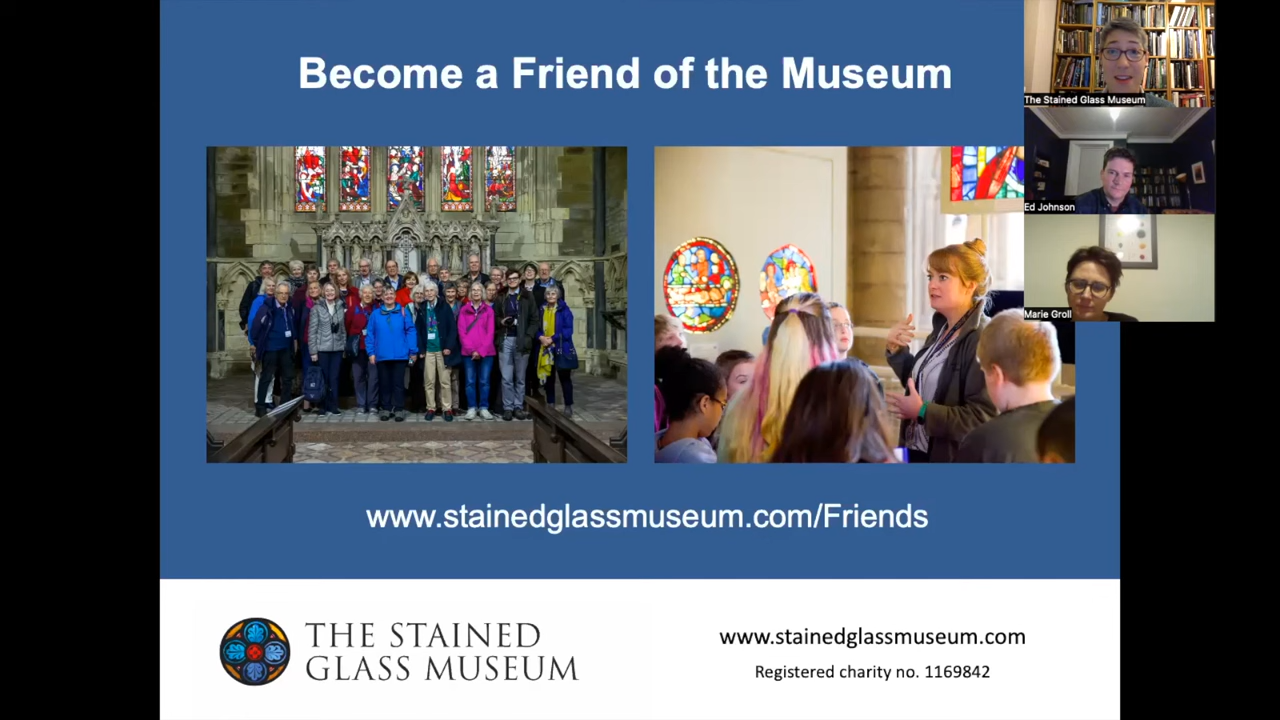 Become a Friend of the Museum
The Stained Glass Museum
Ed Johnson
Marie Groll
www.stainedglassmuseum.com/Friends
THE STAINED
GLASS MUSEUM
www.stainedglassmuseum.com
Registered charity no. 1169842